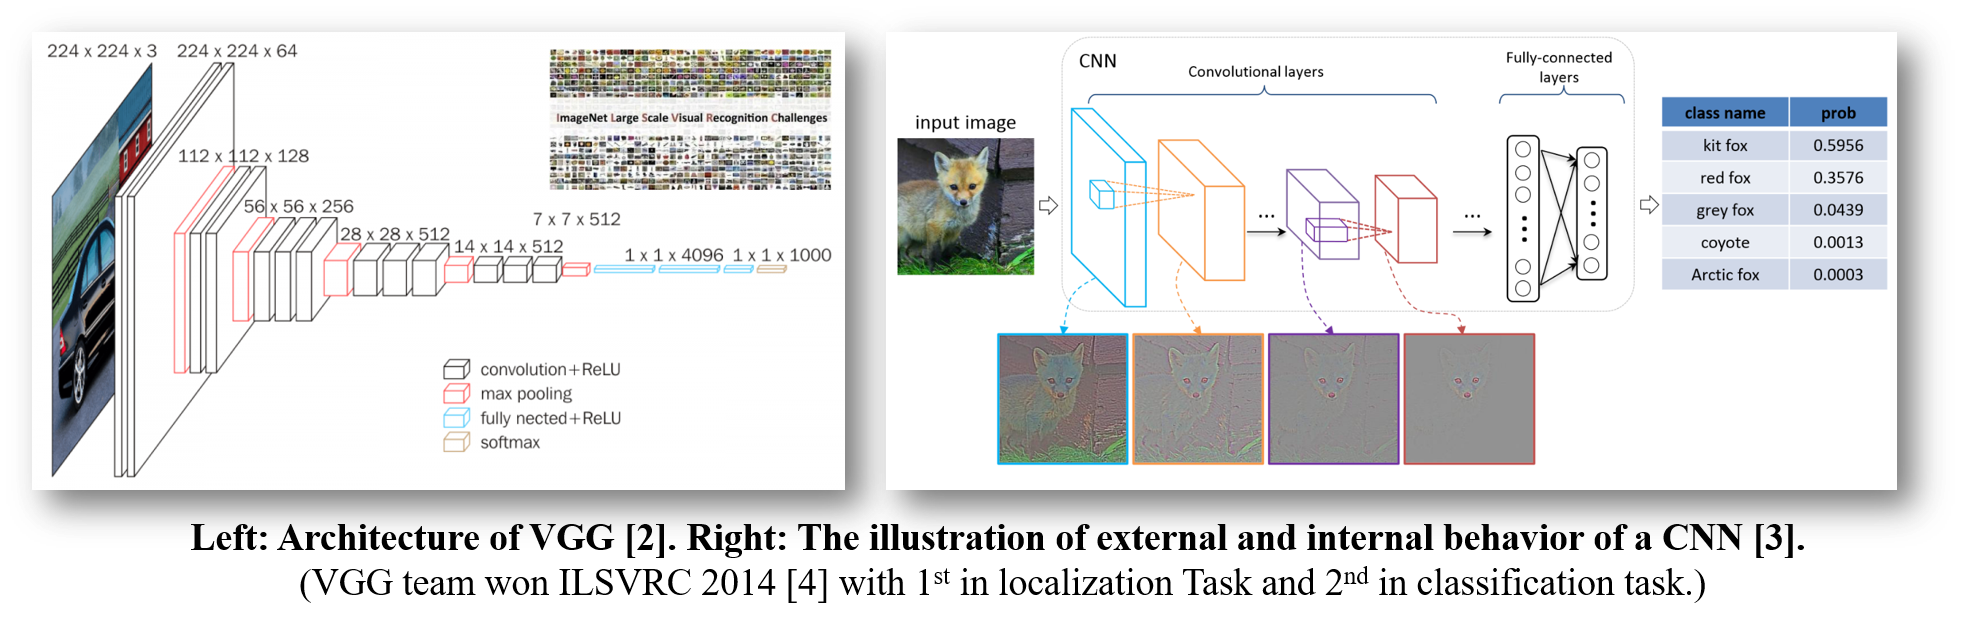 224 x 224 x 3
224 x 224 x 64
112 x 112 x 128
56 x 56 x 256
28 x 28 x 512
14 x 14 x 512
7 x 7 x 512
1 x 1 x 4096
1 x 1 x 1000
ImageNet Large Scale Visual Recognition Challenges
convolution+ReLU
max pooling
fully nected+ReLU
softmax
CNN
Convolutional layers
Fully-connected
layers
input image
...
...
class name prob
kit fox 0.5956
red fox 0.3576
grey fox 0.0439
coyote 0.0013
Arctic fox 0.0003
Left: Architecture of VGG [2]. Right: The illustration of external and internal behavior of a CNN [3].
(VGG team won ILSVRC 2014 [4] with 1st in localization Task and 2nd in classification task.)